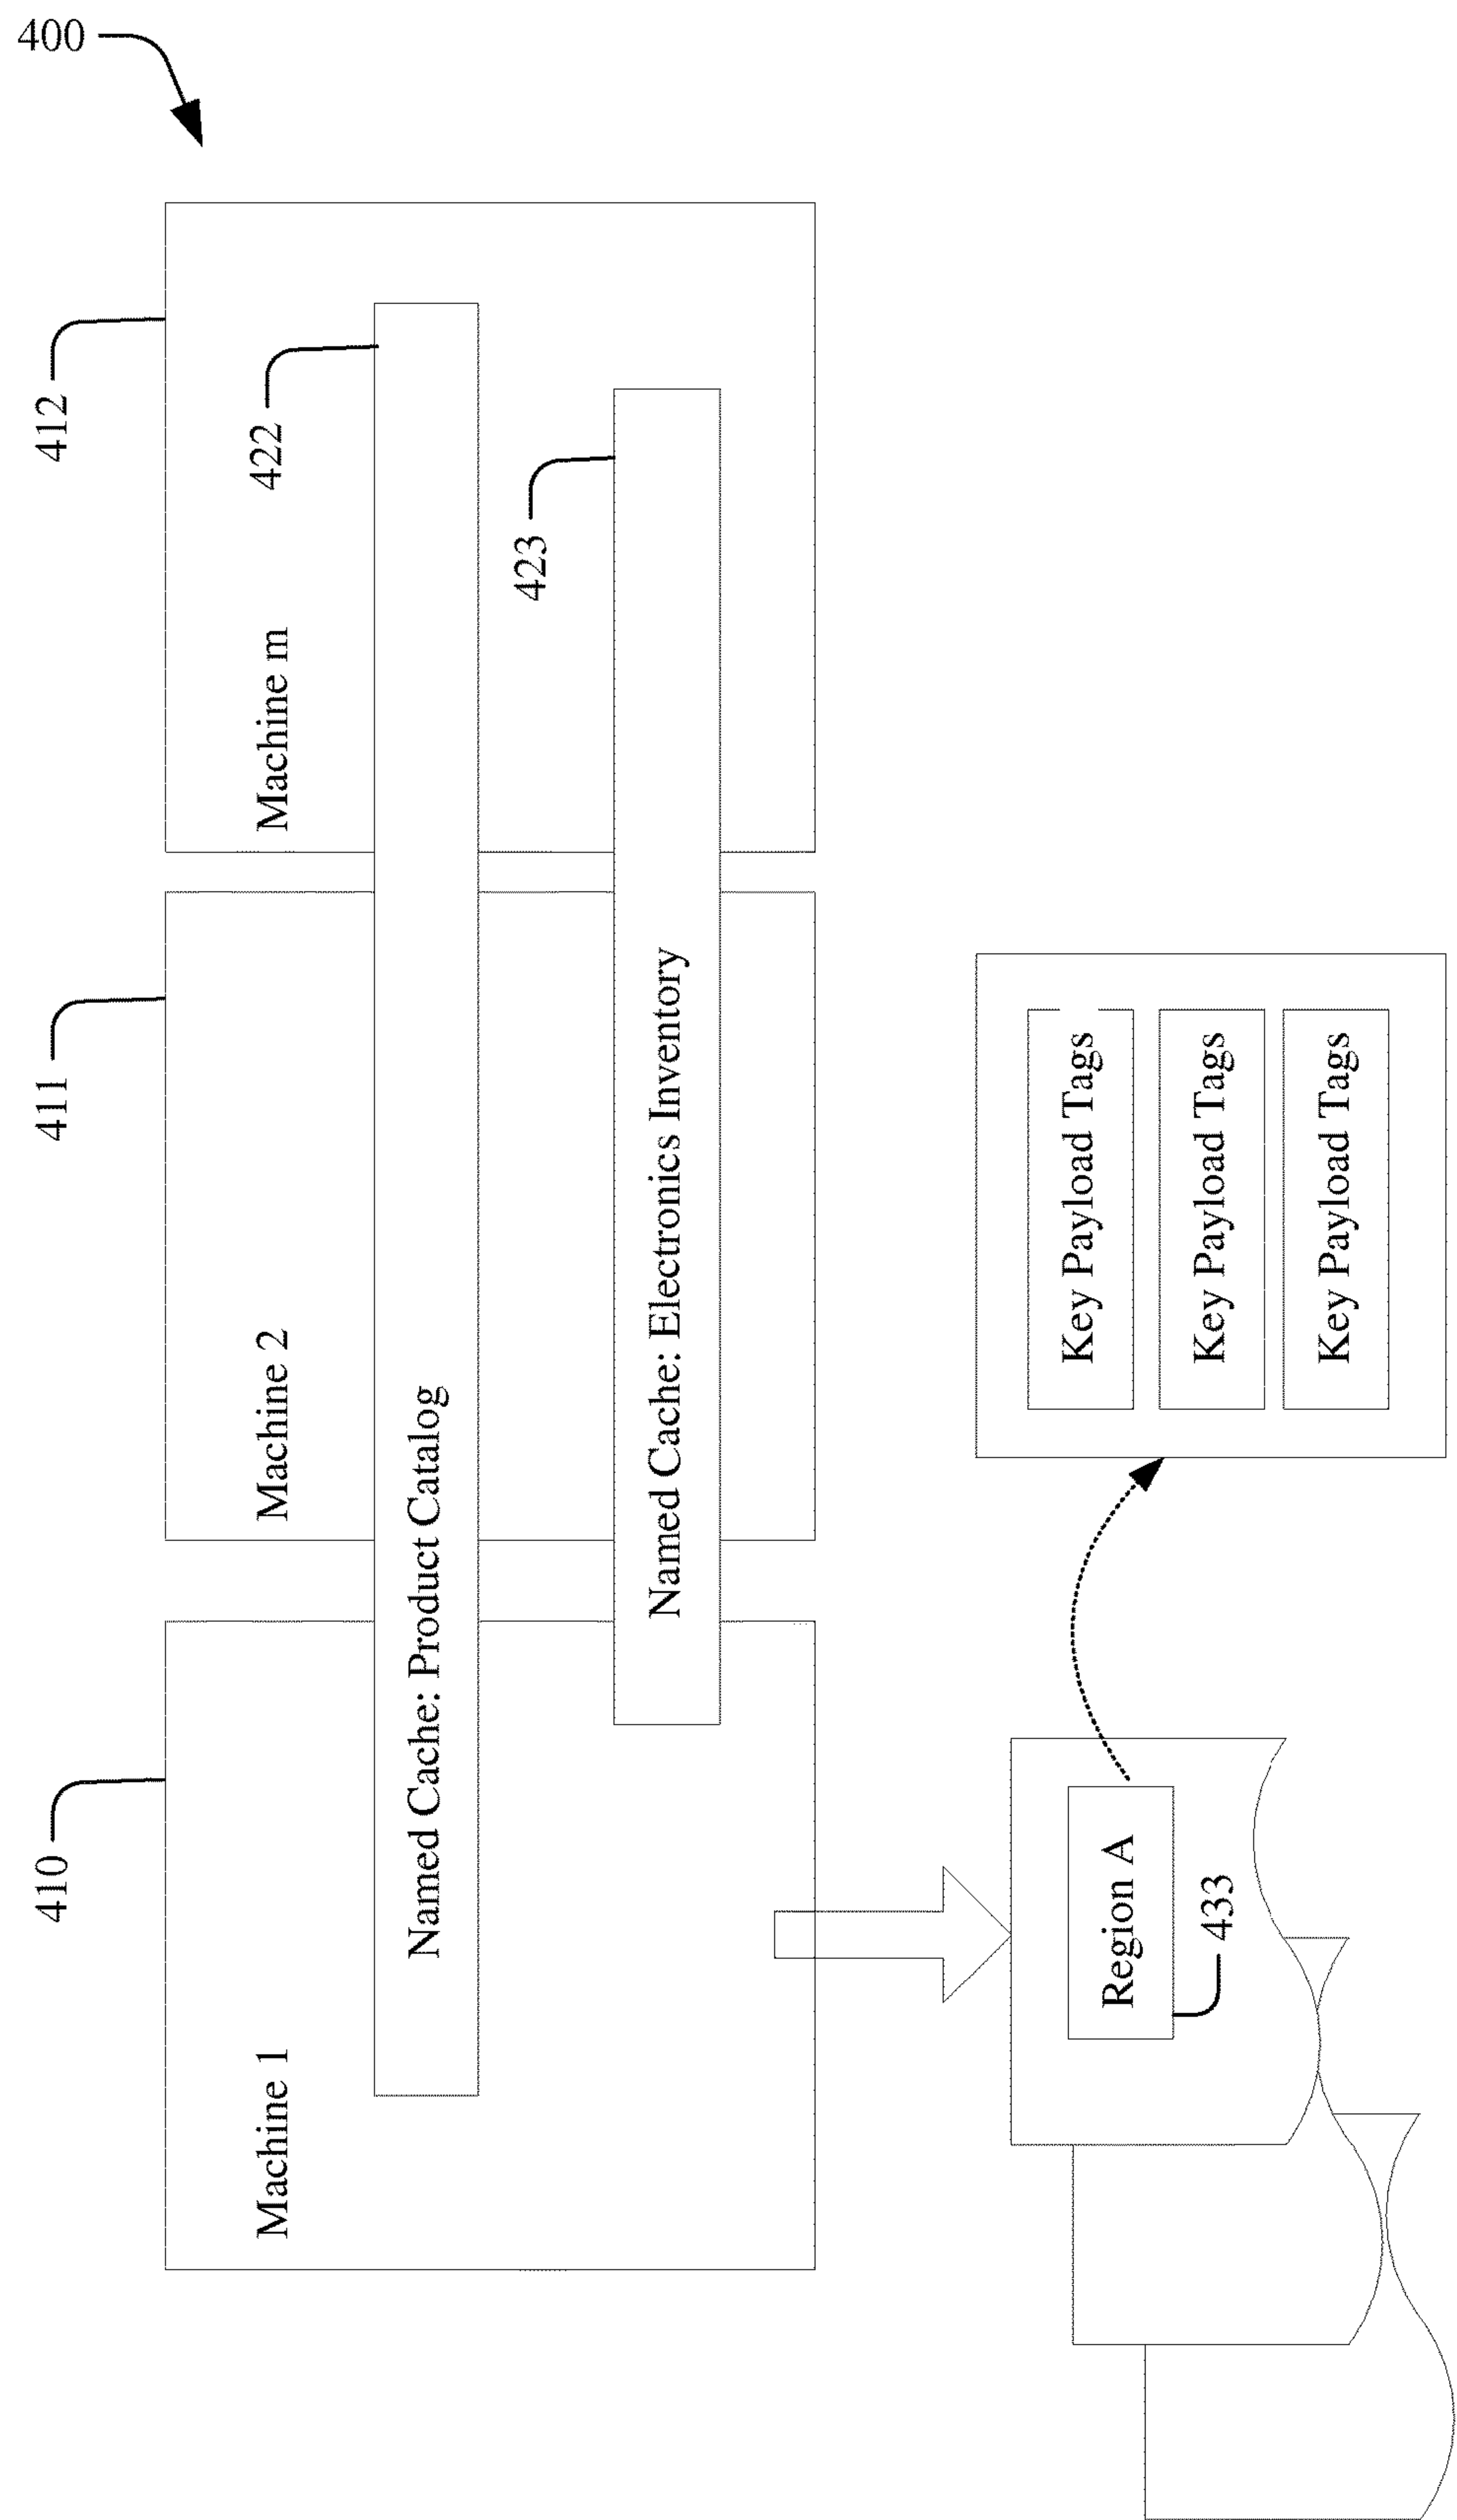 400
410
411
412
Machine 1
Machine 2
Machine m
422
Named Cache: Product Catalog
423
Named Cache: Electronics Inventory
Region A
433
Key Payload Tags
Key Payload Tags
Key Payload Tags